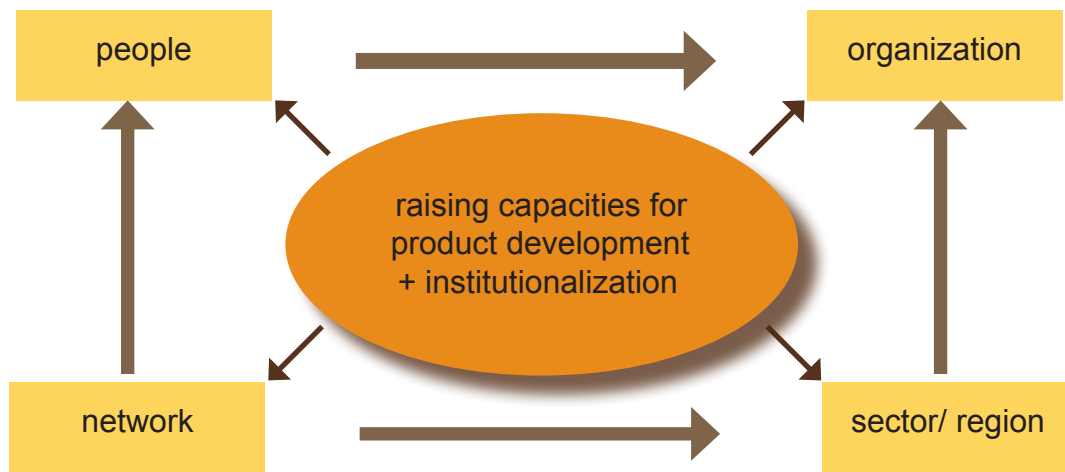 people
organization
raising capacities for
product development
+ institutionalization
network
sector/ region